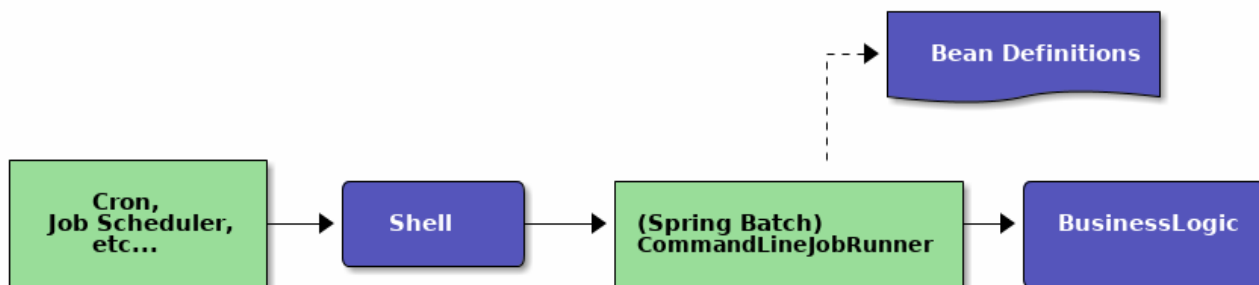 Bean Definitions
Cron,
Job Scheduler,
etc...
Shell
(Spring Batch)
CommandLineJobRunner
BusinessLogic